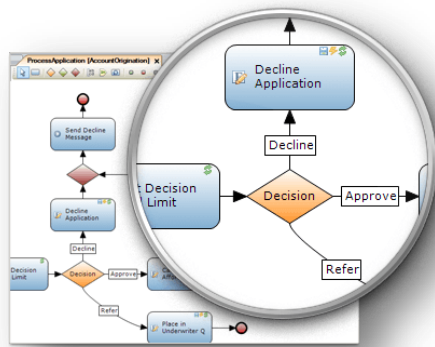 ProcessApplication [AccountOrigination]
Send Decline
Message
Decline
Application
Decline
Decision
Limit
Decision
Approve
Refer
Place in
Underwriter Q
Decline
Application
Decline
Decision
Limit
Decision
Approve
Refer